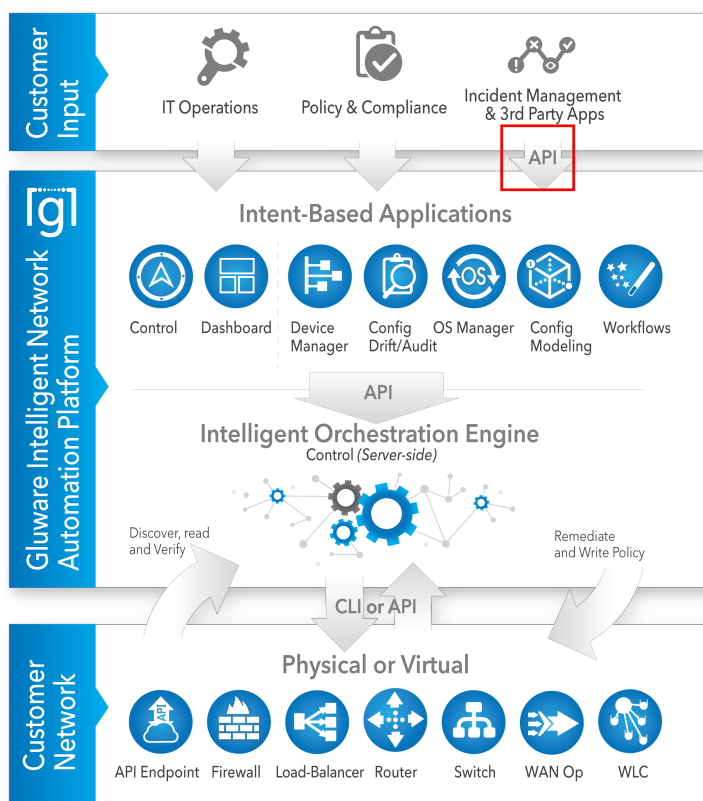 Customer
Input
IT Operations
Policy & Compliance
Incident Management
& 3rd Party Apps
API
Gluware Intelligent Network
Automation Platform
[g]
Intent-Based Applications
OS
Control
Dashboard
Device
Manager
Config
Drift/Audit
OS Manager
Config
Modeling
Workflows
API
Intelligent Orchestration Engine
Control (Server-side)
Discover, read
and Verify
Remediate
and Write Policy
CLI or API
Customer
Network
Physical or Virtual
API
API Endpoint
Firewall
Load-Balancer
Router
Switch
WAN Op
WLC